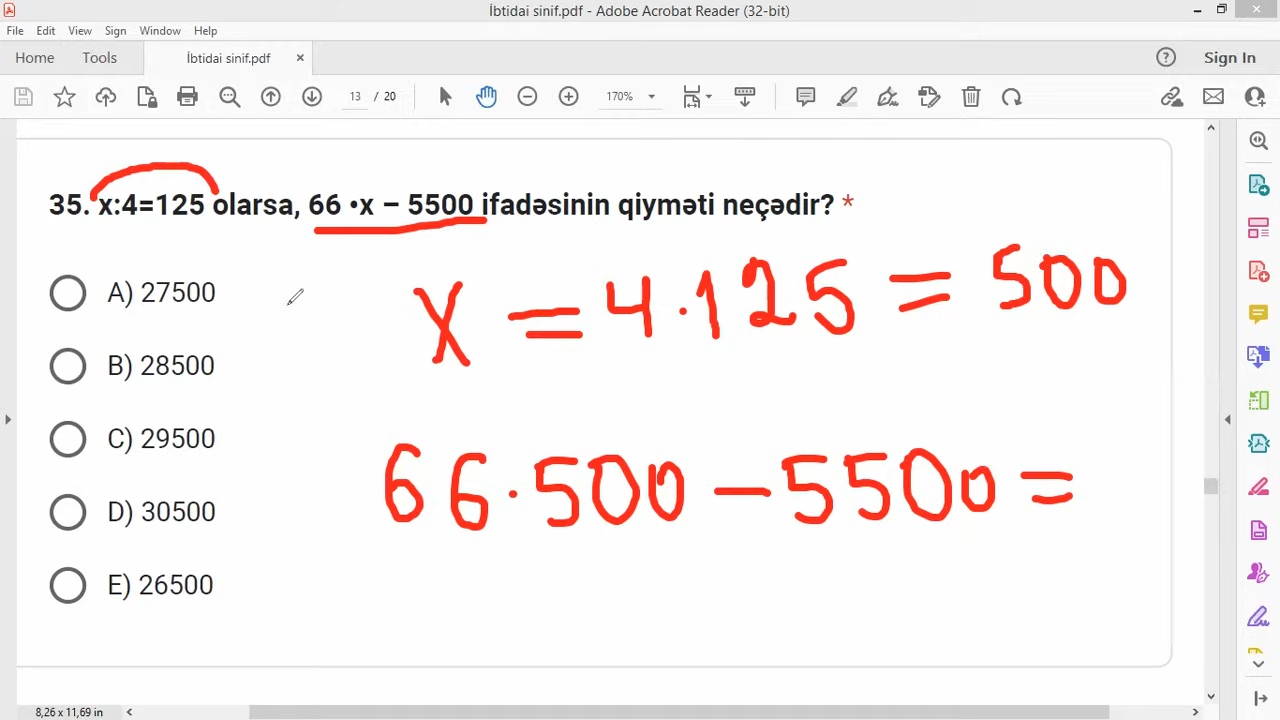 İbtidai sinif.pdf - Adobe Acrobat Reader (32-bit)
File Edit View Sign Window Help
Home Tools İbtidai sinif.pdf × Sign In
13 / 20 170%
35. x:4=125 olarsa, 66 •x – 5500 ifadəsinin qiyməti neçədir? *
A) 27500
x = 4·125 = 500
B) 28500
C) 29500
66·500 – 5500 =
D) 30500
E) 26500
8,26 x 11,69 in